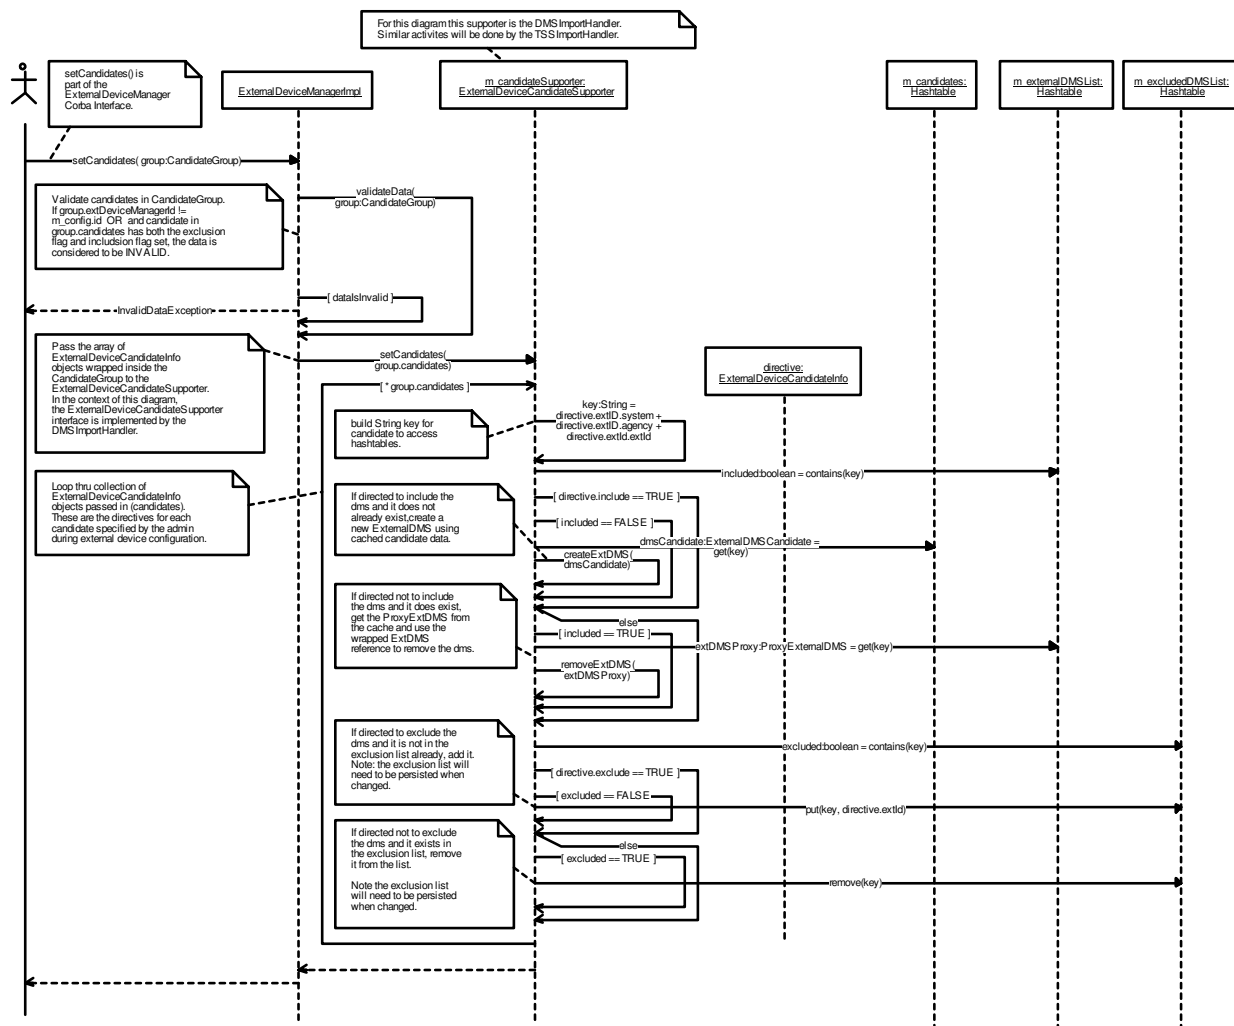 For this diagram this supporter is the DMSImportHandler.
Similar activites will be done by the TSSImportHandler.
setCandidates() is
part of the
ExternalDeviceManager
Corba Interface.
ExternalDeviceManagerImpl
m_candidateSupporter:
ExternalDeviceCandidateSupporter
m_candidates:
Hashtable
m_externalDMSList:
Hashtable
m_excludedDMSList:
Hashtable
setCandidates( group:CandidateGroup)
Validate candidates in CandidateGroup.
If group.extDeviceManagerId !=
m_config.id OR and candidate in
group.candidates has both the exclusion
flag and includsion flag set, the data is
considered to be INVALID.
validateData(
group:CandidateGroup)
[ dataIsInvalid ]
InvalidDataException
Pass the array of
ExternalDeviceCandidateInfo
objects wrapped inside the
CandidateGroup to the
ExternalDeviceCandidateSupporter.
In the context of this diagram,
the ExternalDeviceCandidateSupporter
interface is implemented by the
DMSImportHandler.
setCandidates(
group.candidates)
directive:
ExternalDeviceCandidateInfo
[ * group.candidates ]
build String key for
candidate to access
hashtables.
key:String =
directive.extID.system +
directive.extID.agency +
directive.extId.extId
included:boolean = contains(key)
Loop thru collection of
ExternalDeviceCandidateInfo
objects passed in (candidates).
These are the directives for each
candidate specified by the admin
during external device configuration.
If directed to include the
dms and it does not
already exist,create a
new ExternalDMS using
cached candidate data.
[ directive.include == TRUE ]
[ included == FALSE ]
dmsCandidate:ExternalDMSCandidate =
get(key)
createExtDMS(
dmsCandidate)
If directed not to include
the dms and it does exist,
get the ProxyExtDMS from
the cache and use the
wrapped ExtDMS
reference to remove the dms.
else
[ included == TRUE ]
extDMSProxy:ProxyExternalDMS = get(key)
removeExtDMS(
extDMSProxy)
If directed to exclude the
dms and it is not in the
exclusion list already, add it.
Note: the exclusion list will
need to be persisted when
changed.
excluded:boolean = contains(key)
[ directive.exclude == TRUE ]
[ excluded == FALSE ]
put(key, directive.extId)
If directed not to exclude
the dms and it exists in
the exclusion list, remove
it from the list.
Note the exclusion list
will need to be persisted
when changed.
else
[ excluded == TRUE ]
remove(key)